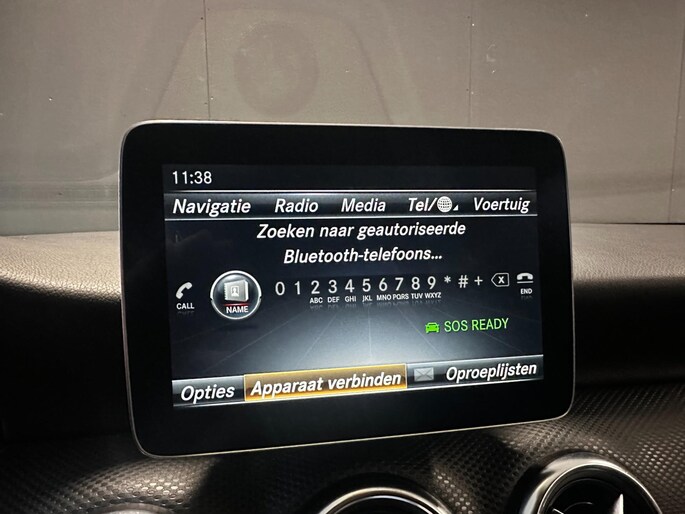 11:38
Navigatie Radio Media Tel/ Voertuig
Zoeken naar geautoriseerde
Bluetooth-telefoons...
CALL NAME 0 1 2 3 4 5 6 7 8 9 * # + X END
ABC DEF GHI JKL MNO PQRS TUV WXYZ
SOS READY
Opties Apparaat verbinden Oproeplijsten